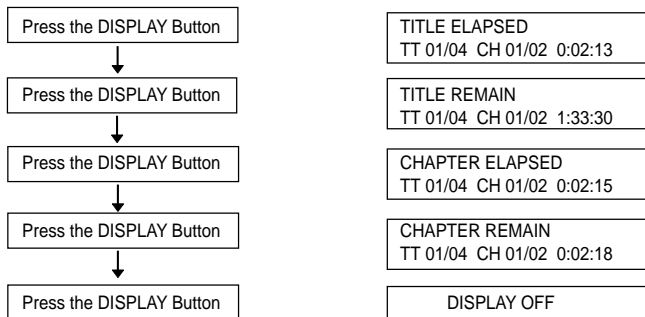 Press the DISPLAY Button
TITLE ELAPSED
TT 01/04 CH 01/02 0:02:13
Press the DISPLAY Button
TITLE REMAIN
TT 01/04 CH 01/02 1:33:30
Press the DISPLAY Button
CHAPTER ELAPSED
TT 01/04 CH 01/02 0:02:15
Press the DISPLAY Button
CHAPTER REMAIN
TT 01/04 CH 01/02 0:02:18
Press the DISPLAY Button
DISPLAY OFF